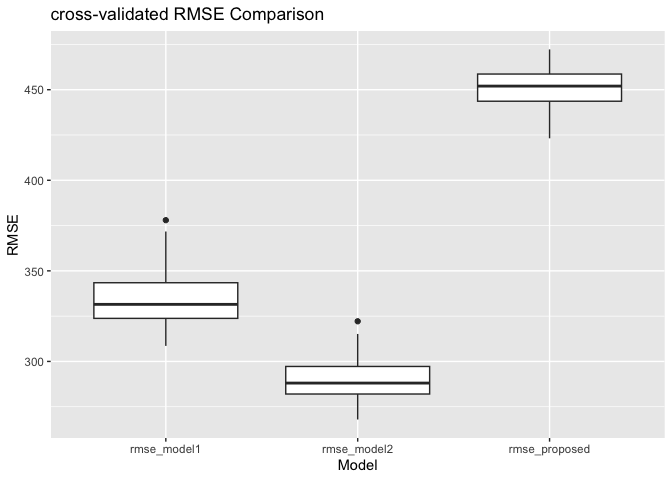 cross-validated RMSE Comparison
450
400
350
300
RMSE
rmse_model1 rmse_model2 rmse_proposed
Model